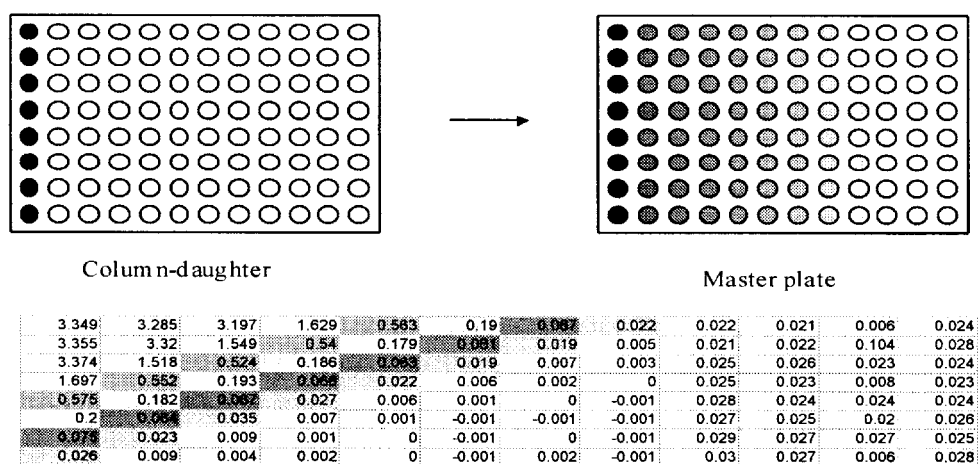 Column-daughter
Master plate
3.349 3.285 3.197 1.629 0.563 0.19 0.067 0.022 0.022 0.021 0.006 0.024
3.355 3.32 1.549 0.54 0.179 0.061 0.019 0.005 0.021 0.022 0.104 0.028
3.374 1.518 0.524 0.186 0.063 0.019 0.007 0.003 0.025 0.026 0.023 0.024
1.697 0.552 0.193 0.066 0.022 0.006 0.002 0 0.025 0.023 0.008 0.023
0.575 0.182 0.062 0.027 0.006 0.001 0 -0.001 0.028 0.024 0.024 0.024
0.2 0.064 0.035 0.007 0.001 -0.001 -0.001 -0.001 0.027 0.025 0.02 0.026
0.075 0.023 0.009 0.001 0 -0.001 0 -0.001 0.029 0.027 0.027 0.025
0.026 0.009 0.004 0.002 0 -0.001 0.002 -0.001 0.03 0.027 0.006 0.028